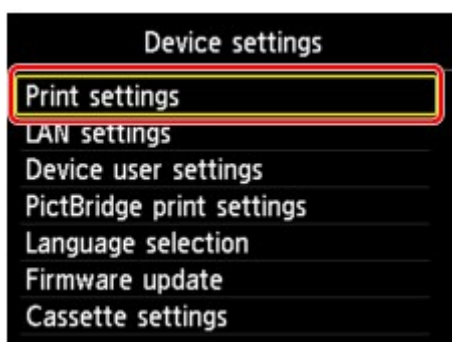 Device settings
Print settings
LAN settings
Device user settings
PictBridge print settings
Language selection
Firmware update
Cassette settings